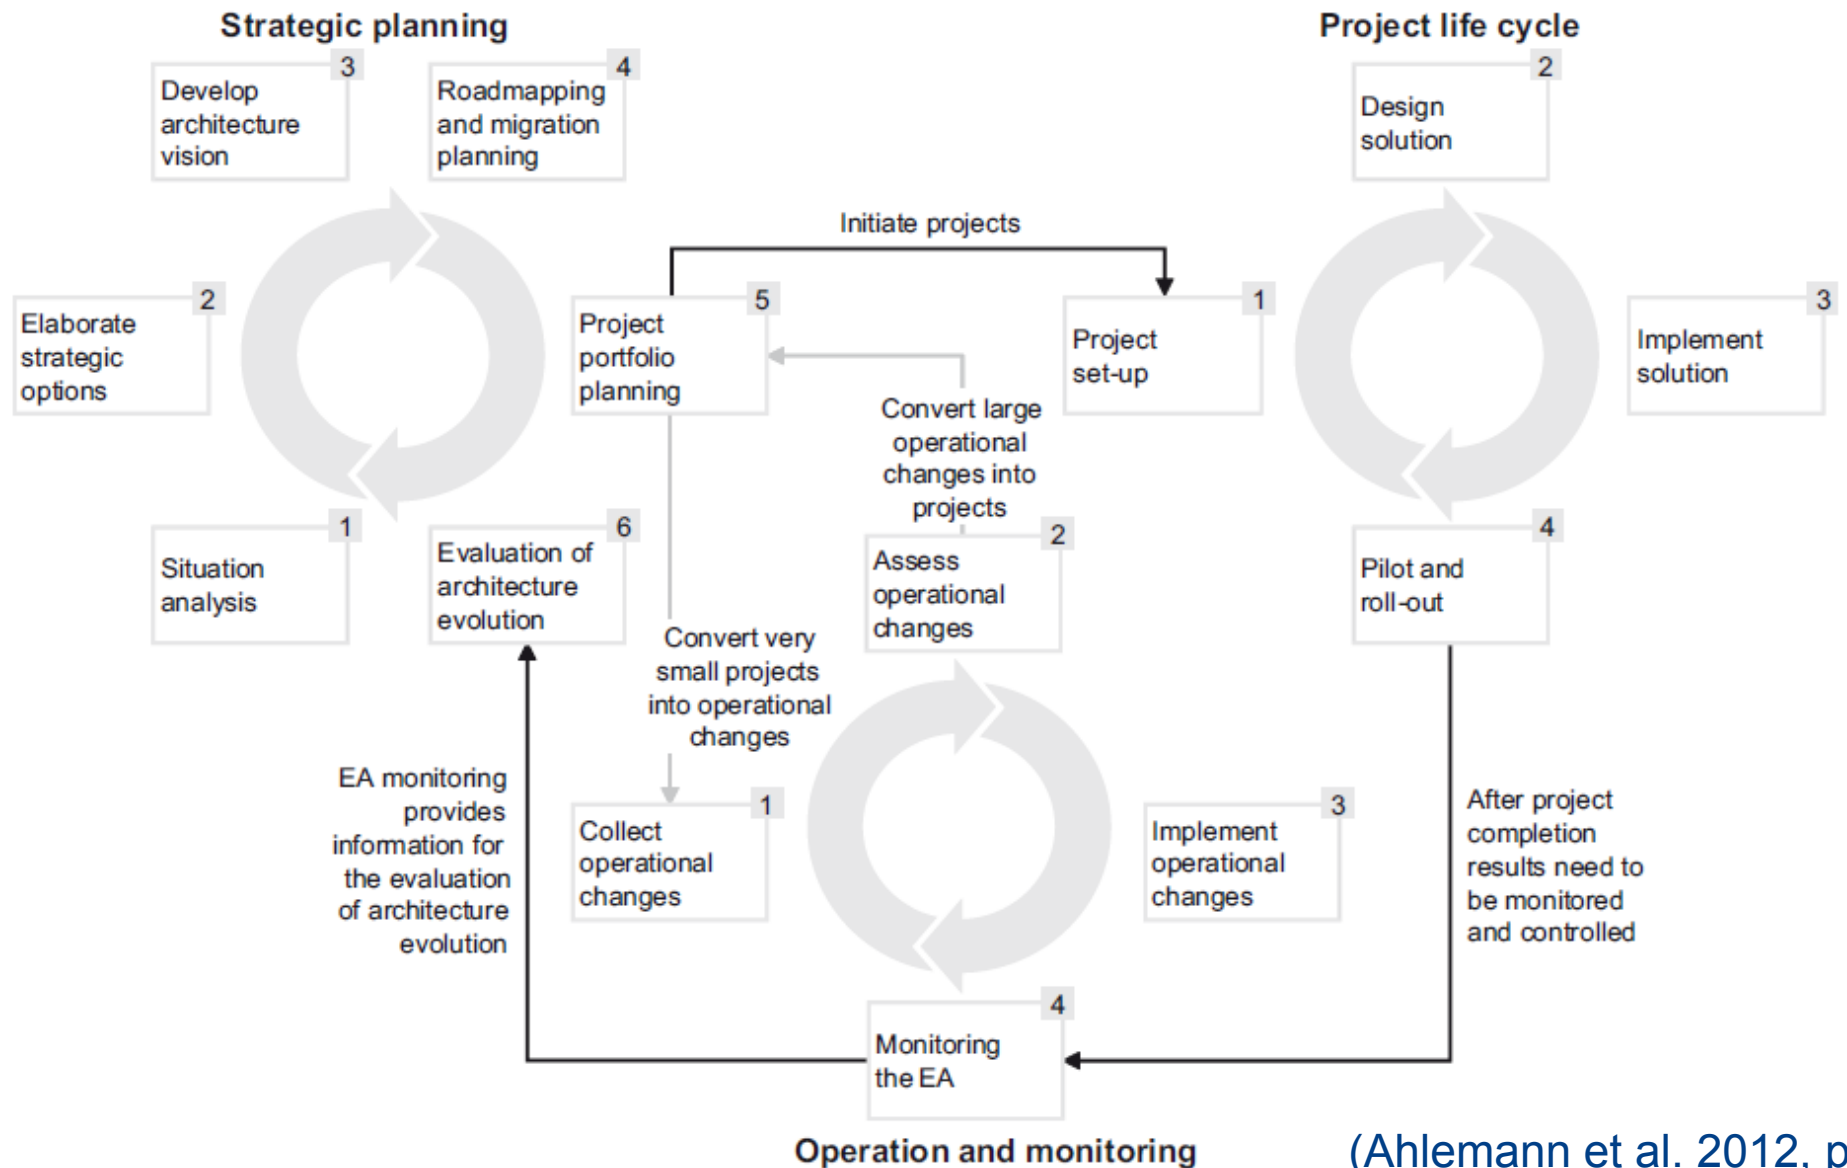 Strategic planning
3
Develop
architecture
vision
4
Roadmapping
and migration
planning
2
Elaborate
strategic
options
5
Project
portfolio
planning
1
Situation
analysis
6
Evaluation of
architecture
evolution
Initiate projects
Project life cycle
2
Design
solution
1
Project
set-up
3
Implement
solution
4
Pilot and
roll-out
Convert large
operational
changes into
projects
2
Assess
operational
changes
Convert very
small projects
into operational
changes
EA monitoring
provides
information for
the evaluation
of architecture
evolution
1
Collect
operational
changes
3
Implement
operational
changes
After project
completion
results need to
be monitored
and controlled
4
Monitoring
the EA
Operation and monitoring
(Ahlemann et al. 2012, p